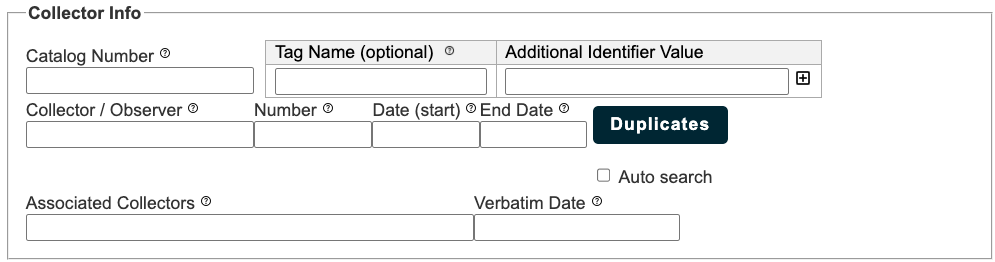 Collector Info
Catalog Number
Tag Name (optional) Additional Identifier Value
Collector / Observer Number Date (start) End Date Duplicates
Auto search
Associated Collectors Verbatim Date